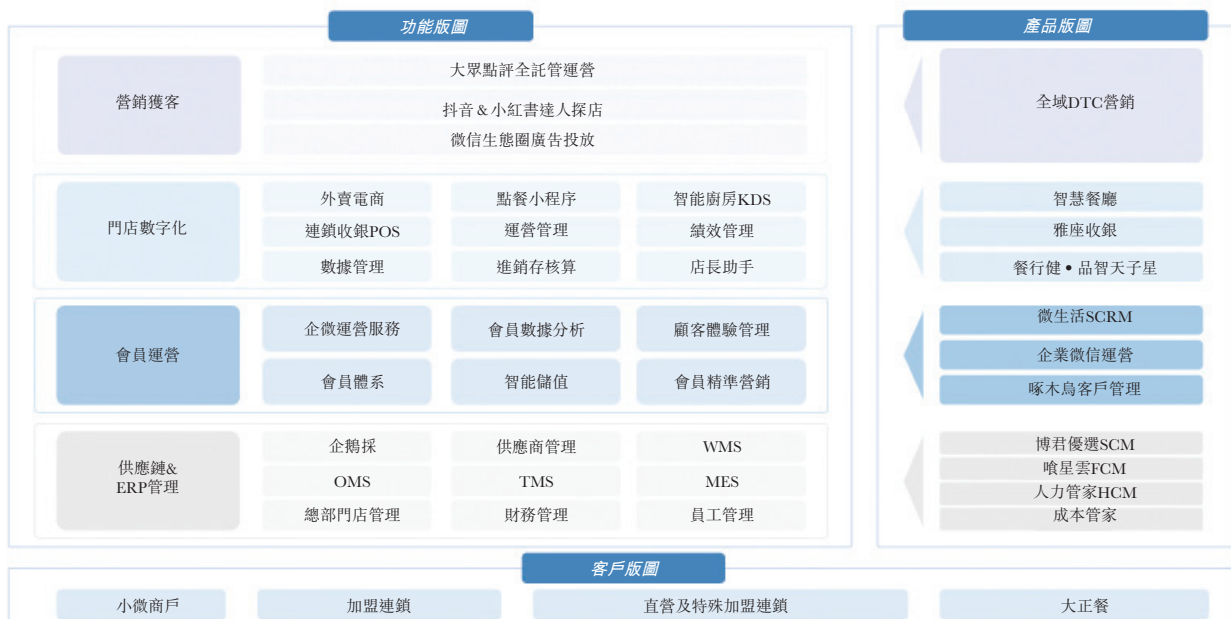 功能版圖
產品版圖
營銷獲客
大眾點評全託管運營
抖音 & 小紅書達人探店
微信生態圈廣告投放
全域DTC營銷
門店數字化
外賣電商
點餐小程序
智能廚房KDS
連鎖收銀POS
運營管理
績效管理
數據管理
進銷存核算
店長助手
智慧餐廳
雅座收銀
餐行健•品智天子星
會員運營
企微運營服務
會員數據分析
顧客體驗管理
會員體系
智能儲值
會員精準營銷
微生活SCRM
企業微信運營
啄木鳥客戶管理
供應鏈&
ERP管理
企鵝採
供應商管理
WMS
OMS
TMS
MES
總部門店管理
財務管理
員工管理
博君優選SCM
喰星雲FCM
人力管家HCM
成本管家
客戶版圖
小微商戶
加盟連鎖
直營及特殊加盟連鎖
大正餐